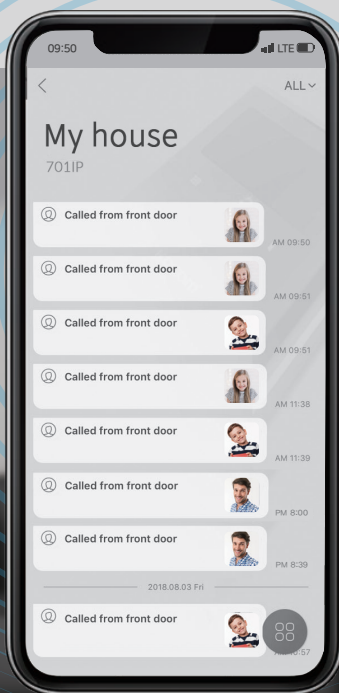 09:50
LTE
ALL
My house
701IP
Called from front door
AM 09:50
Called from front door
AM 09:51
Called from front door
AM 09:51
Called from front door
AM 11:38
Called from front door
AM 11:39
Called from front door
PM 8:00
Called from front door
PM 8:39
2018.08.03 Fri
Called from front door